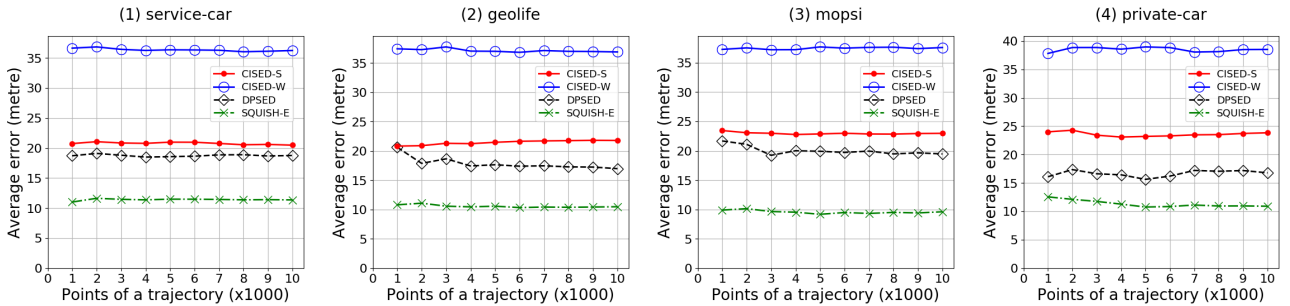 (1) service-car
Average error (metre)
35
30
25
20
15
10
5
0
CISED-S
CISED-W
DPSED
SQUISH-E
0 1 2 3 4 5 6 7 8 9 10
Points of a trajectory (x1000)
(2) geolife
Average error (metre)
35
30
25
20
15
10
5
0
CISED-S
CISED-W
DPSED
SQUISH-E
0 1 2 3 4 5 6 7 8 9 10
Points of a trajectory (x1000)
(3) mopsi
Average error (metre)
35
30
25
20
15
10
5
0
CISED-S
CISED-W
DPSED
SQUISH-E
0 1 2 3 4 5 6 7 8 9 10
Points of a trajectory (x1000)
(4) private-car
Average error (metre)
40
35
30
25
20
15
10
5
0
CISED-S
CISED-W
DPSED
SQUISH-E
0 1 2 3 4 5 6 7 8 9 10
Points of a trajectory (x1000)